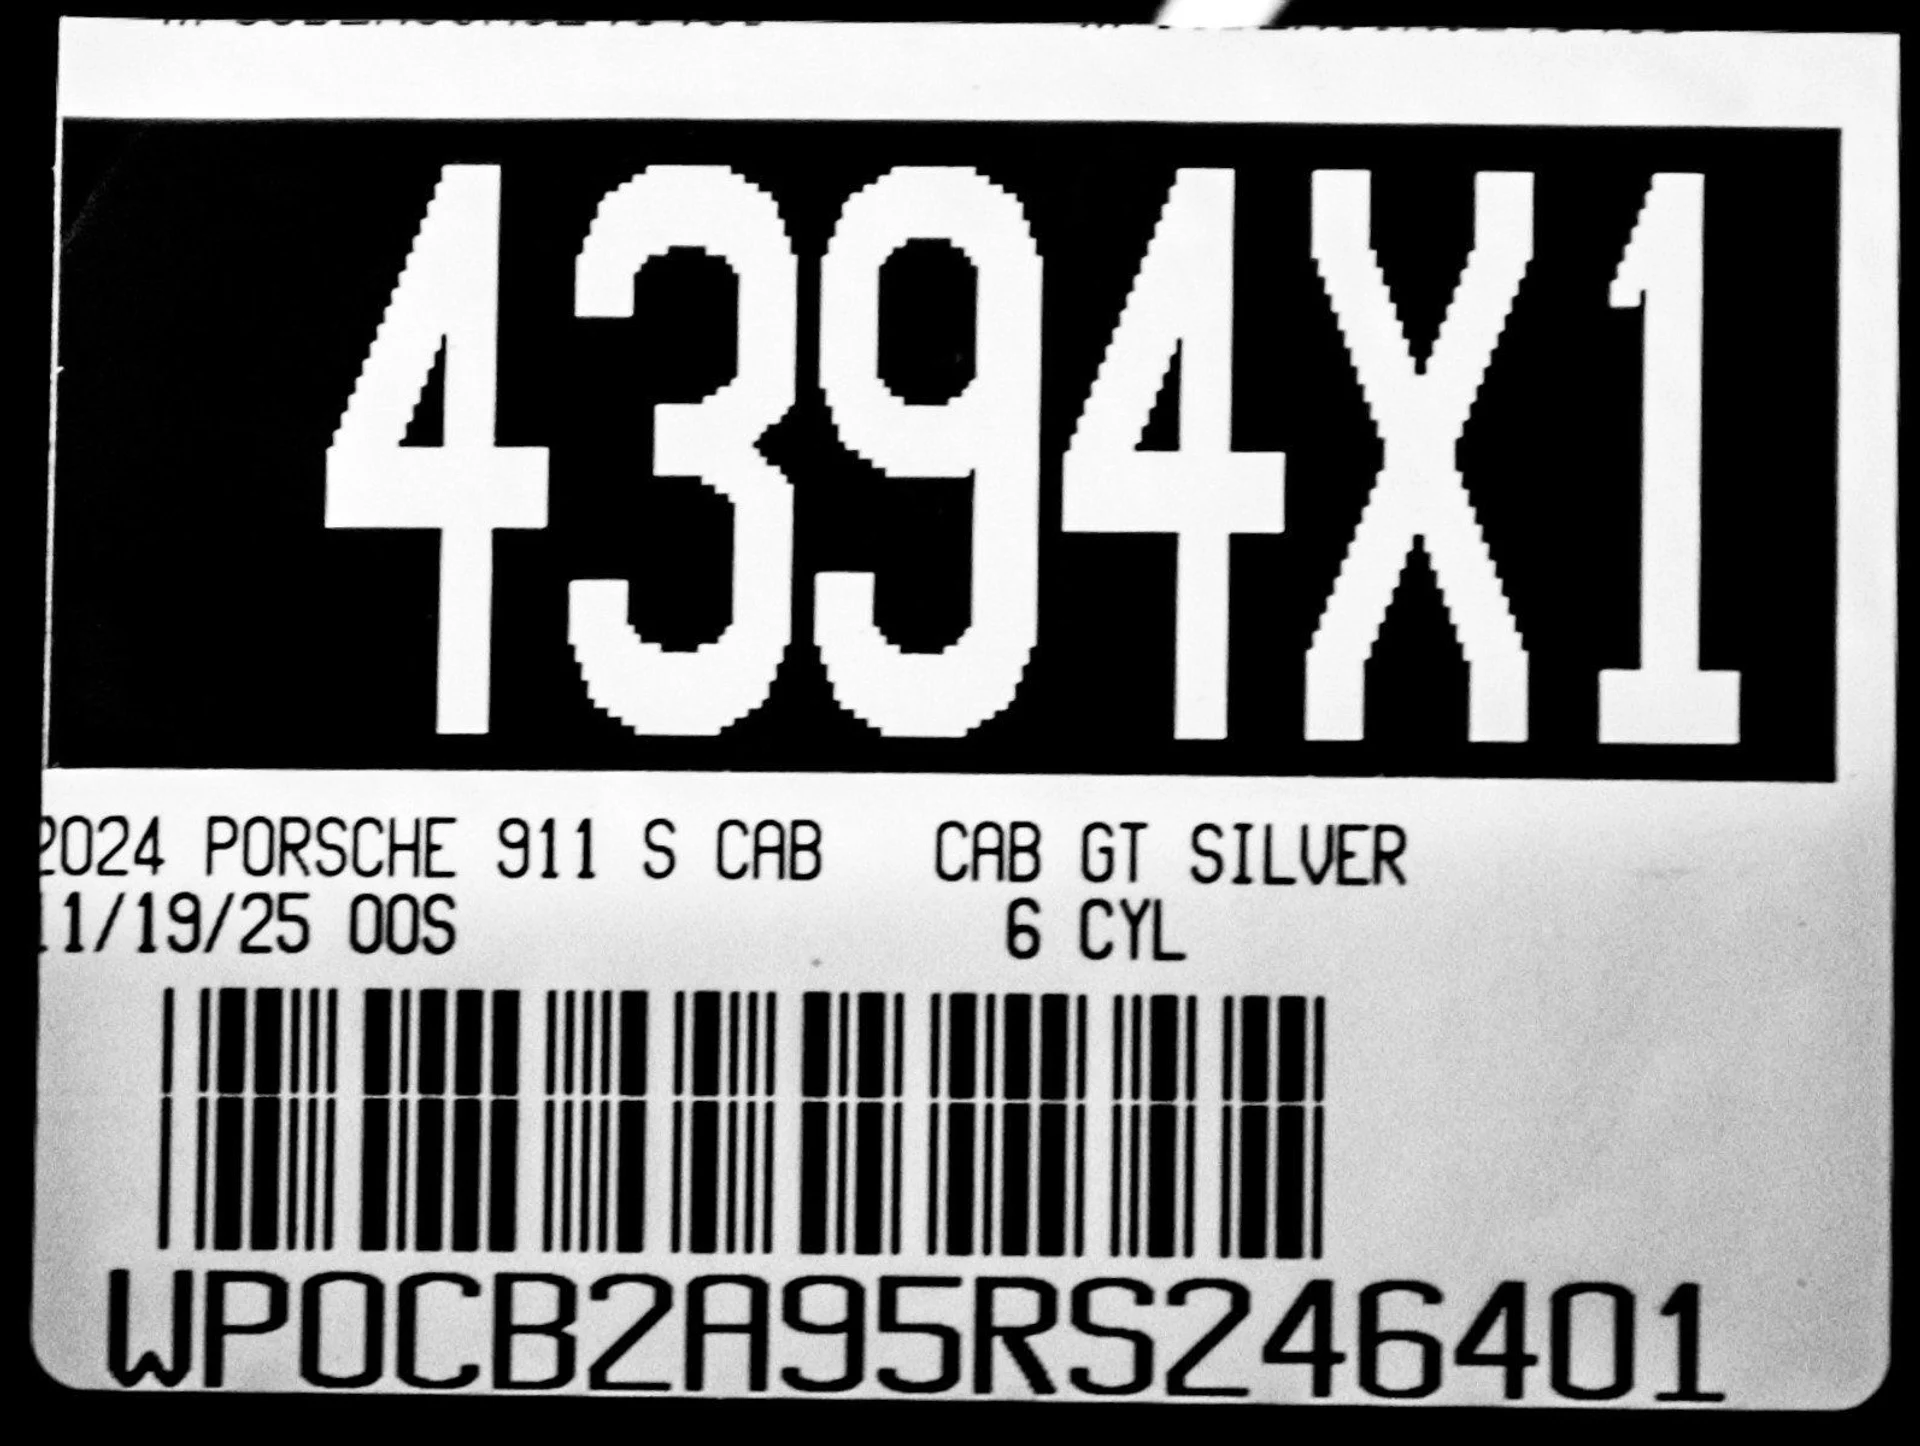 4394X1
2024 PORSCHE 911 S CAB CAB GT SILVER
11/19/25 OOS 6 CYL
WP0CB2A95RS246401